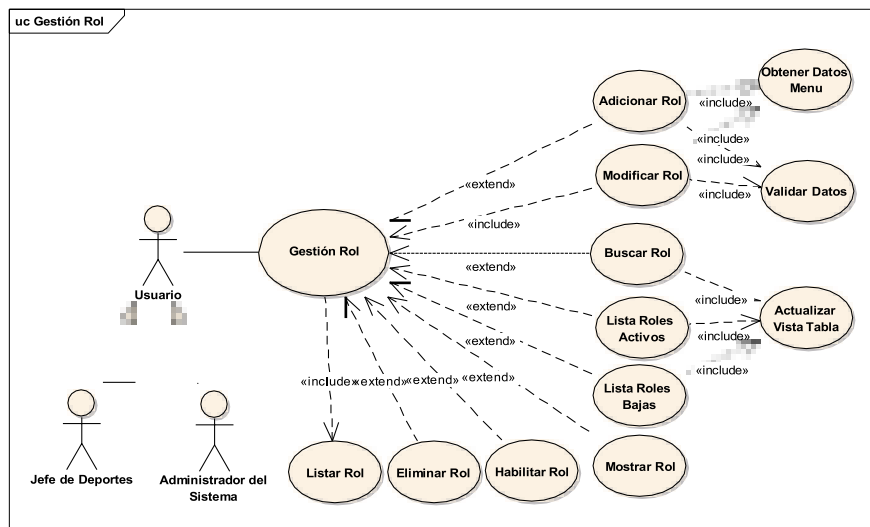 uc Gestión Rol
Obtener Datos
Menu
Adicionar Rol
«include»
«include»
«include»
«extend»
Modificar Rol
Validar Datos
«include»
«include»
Gestión Rol
Buscar Rol
«extend»
Usuario
«include»
Actualizar
Vista Tabla
«extend»
Lista Roles
Activos
«include»
«extend»
«include»
«include»
«extend»
«extend»
«extend»
Lista Roles
Bajas
Jefe de Deportes
Administrador del
Sistema
Listar Rol
Eliminar Rol
Habilitar Rol
Mostrar Rol